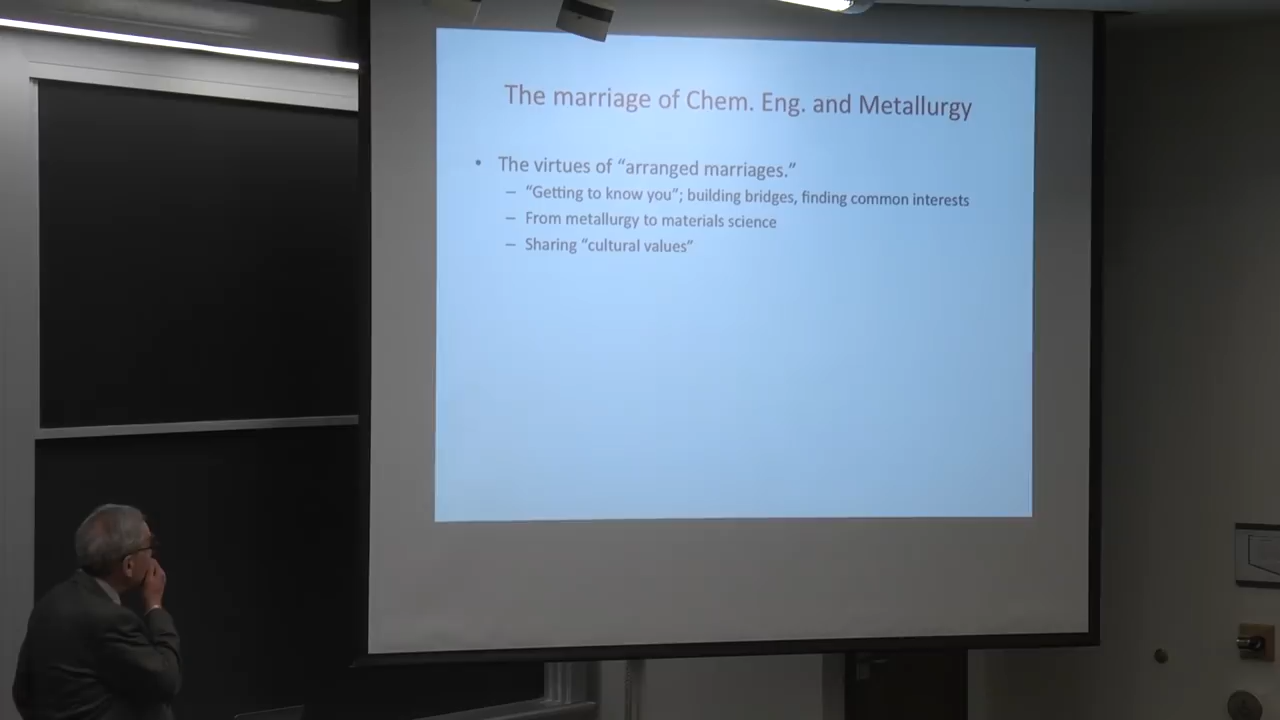 The marriage of Chem. Eng. and Metallurgy
• The virtues of “arranged marriages.”
– “Getting to know you”; building bridges, finding common interests
– From metallurgy to materials science
– Sharing “cultural values”